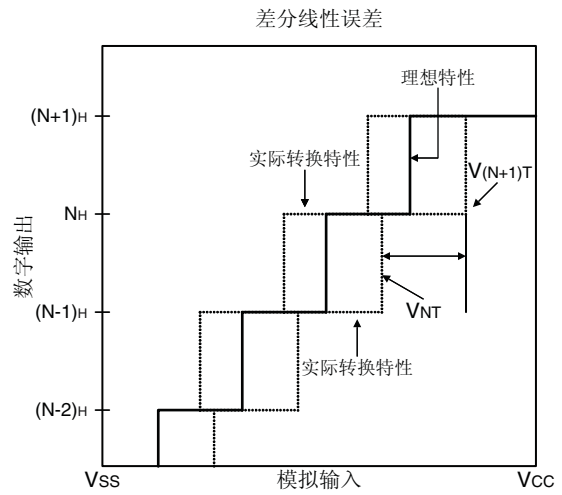 差分线性误差
理想特性
(N+1)H
实际转换特性
V(N+1)T
NH
数字输出
(N-1)H
VNT
实际转换特性
(N-2)H
VSS
模拟输入
VCC